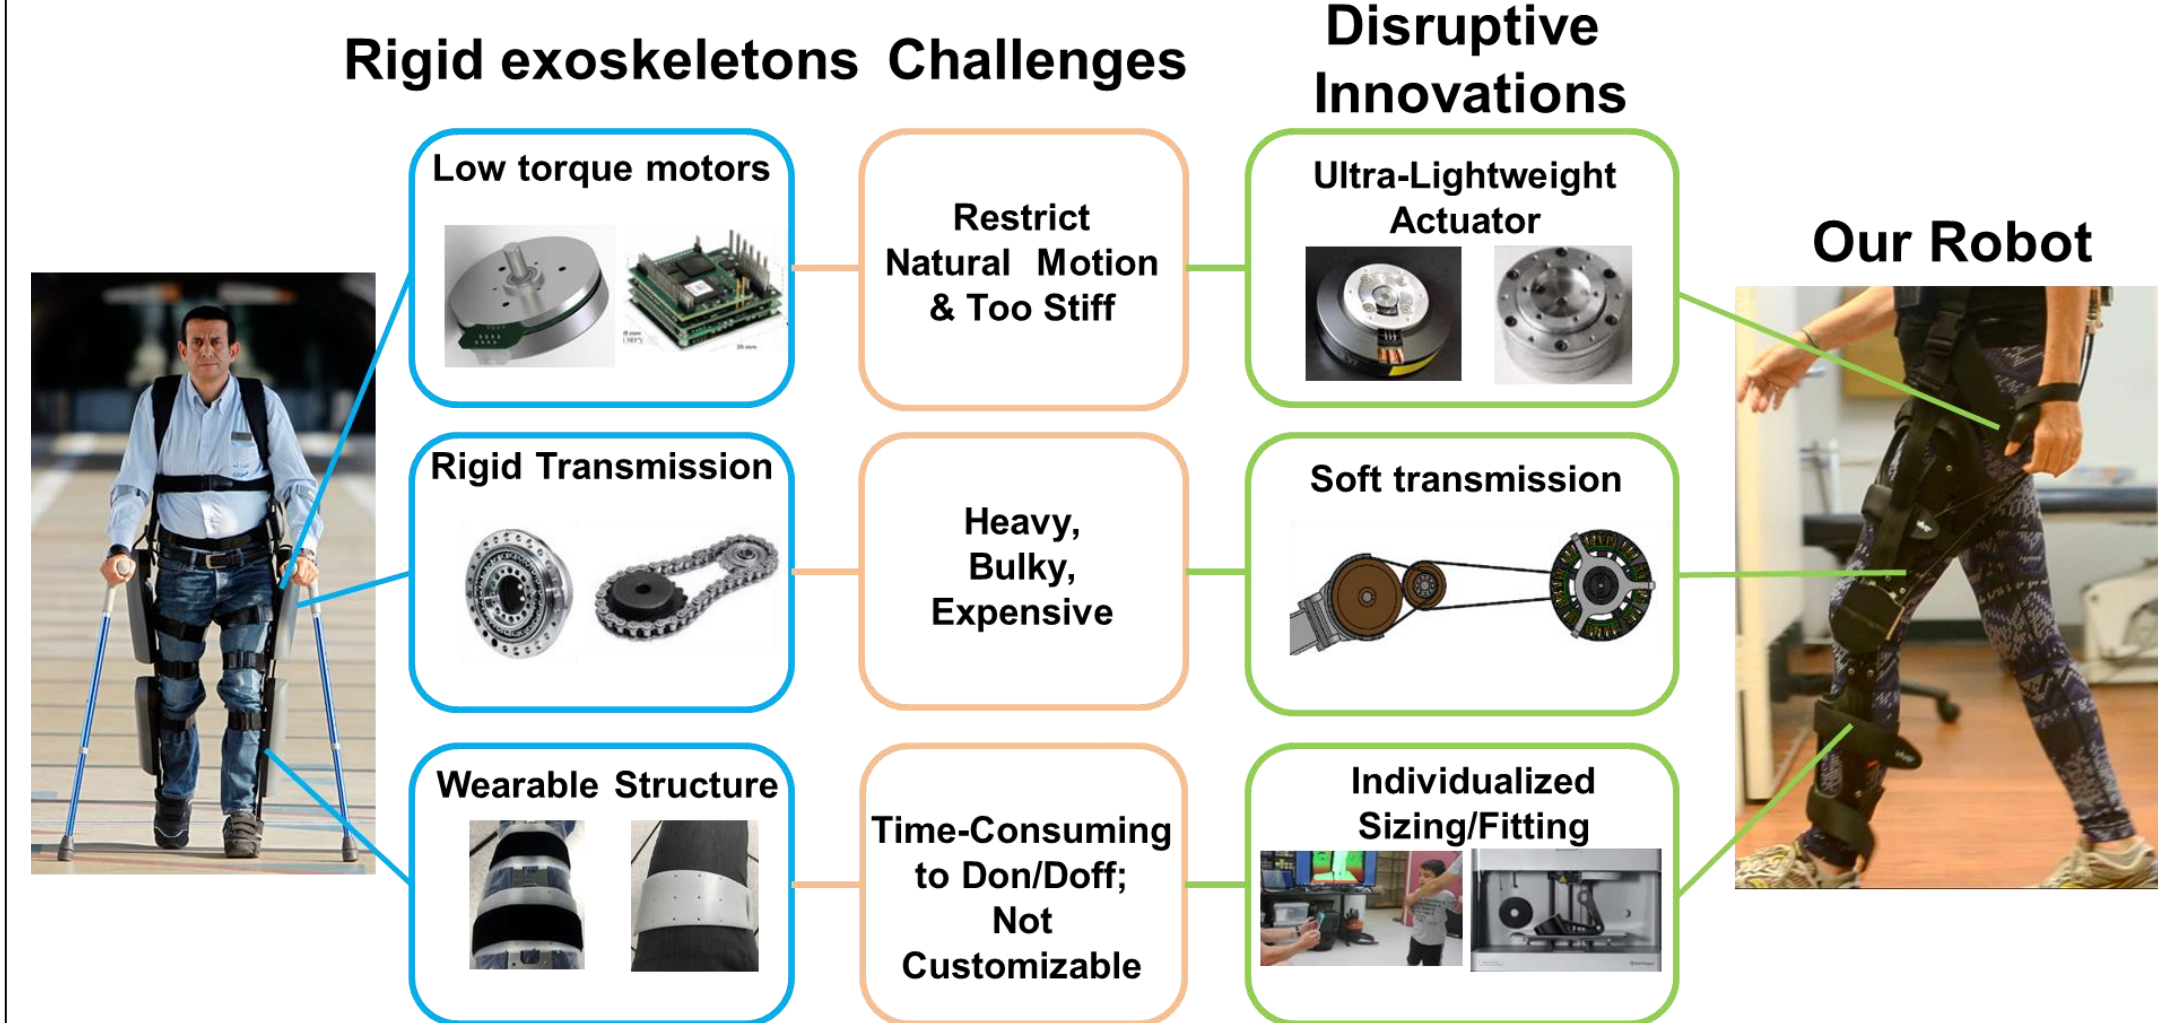 Rigid exoskeletons
Challenges
Disruptive
Innovations
Low torque motors
Restrict
Natural Motion
& Too Stiff
Ultra-Lightweight
Actuator
Our Robot
Rigid Transmission
Heavy,
Bulky,
Expensive
Soft transmission
Wearable Structure
Time-Consuming
to Don/Doff;
Not
Customizable
Individualized
Sizing/Fitting